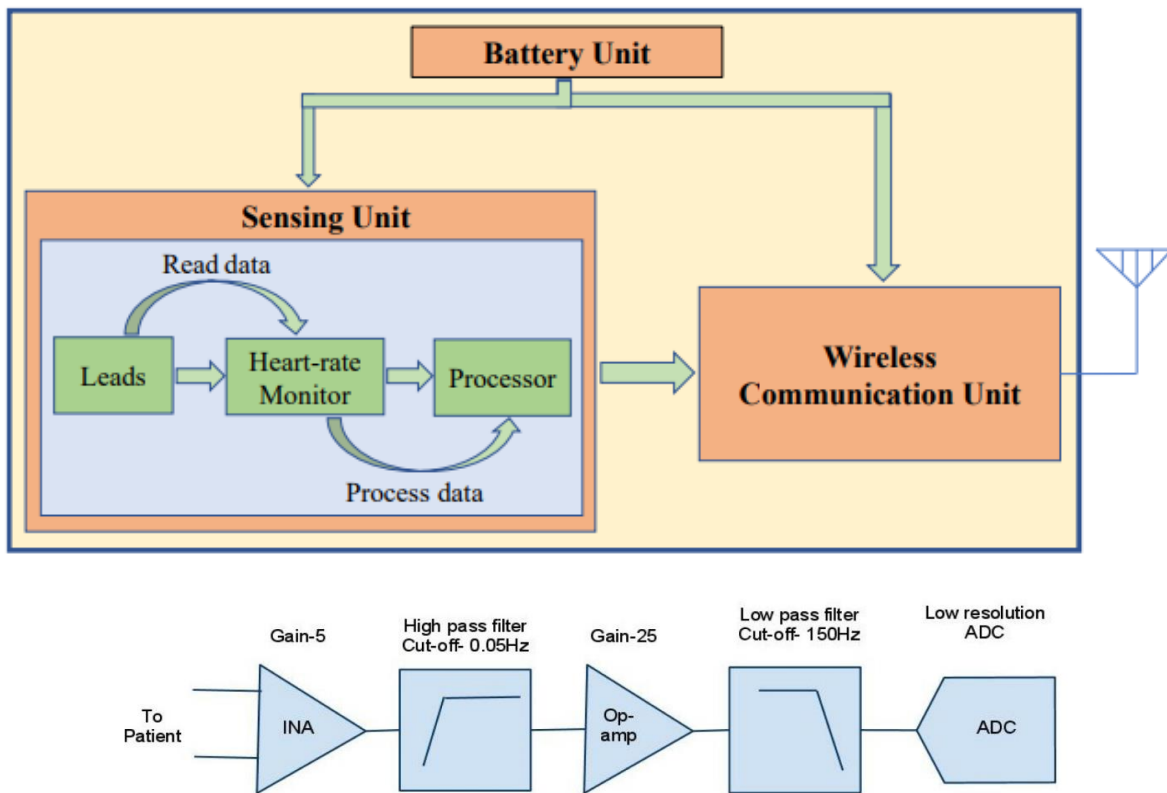 Battery Unit
Sensing Unit
Read data
Leads
Heart-rate
Monitor
Processor
Process data
Wireless
Communication Unit
Gain-5
High pass filter
Cut-off- 0.05Hz
Gain-25
Low pass filter
Cut-off- 150Hz
Low resolution
ADC
To
Patient
INA
Op-
amp
ADC